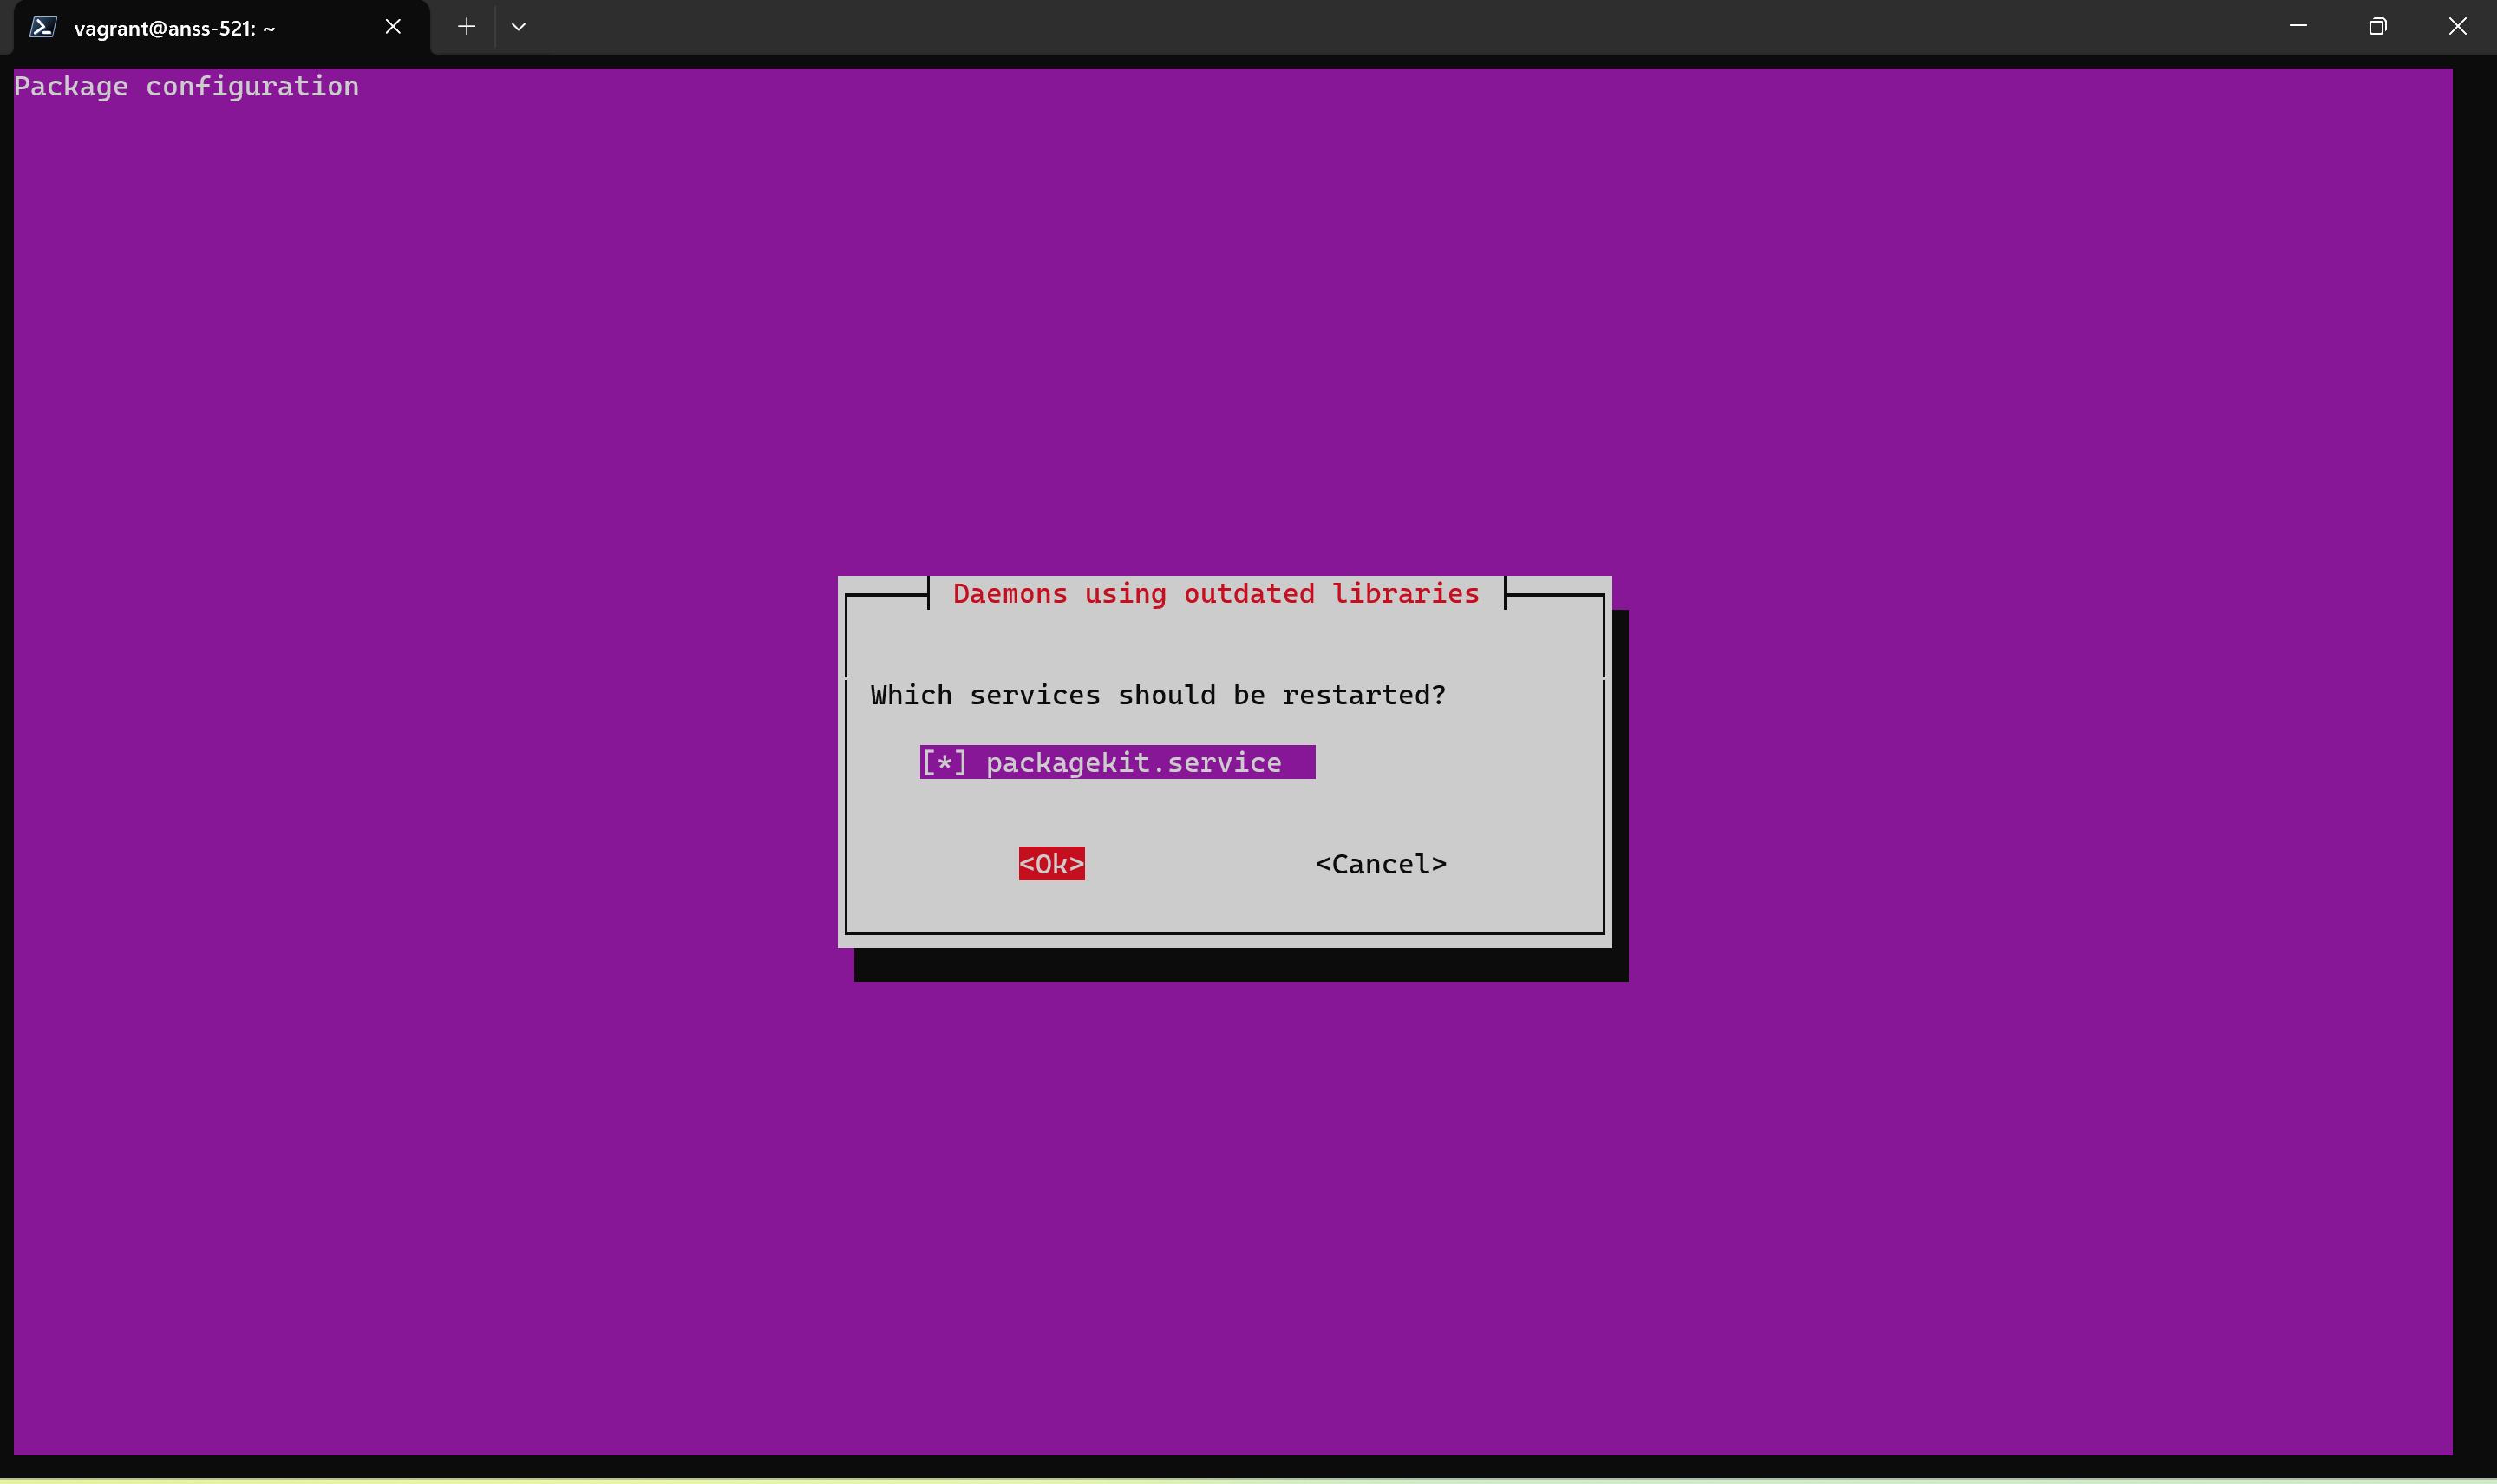 vagrant@anss-521: ~
Package configuration
Daemons using outdated libraries
Which services should be restarted?
[*] packagekit.service
<Ok> <Cancel>